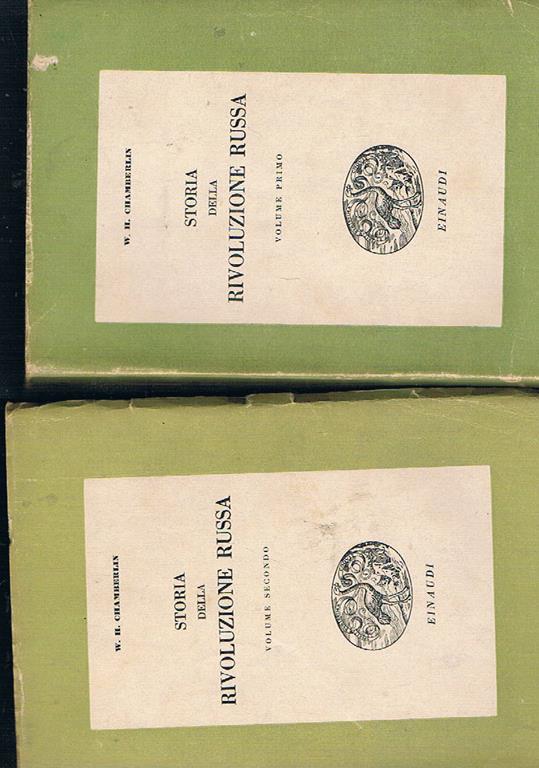 W. H. CHAMBERLIN
STORIA
DELLA
RIVOLUZIONE RUSSA
VOLUME PRIMO
EINAUDI
W. H. CHAMBERLIN
STORIA
DELLA
RIVOLUZIONE RUSSA
VOLUME SECONDO
EINAUDI